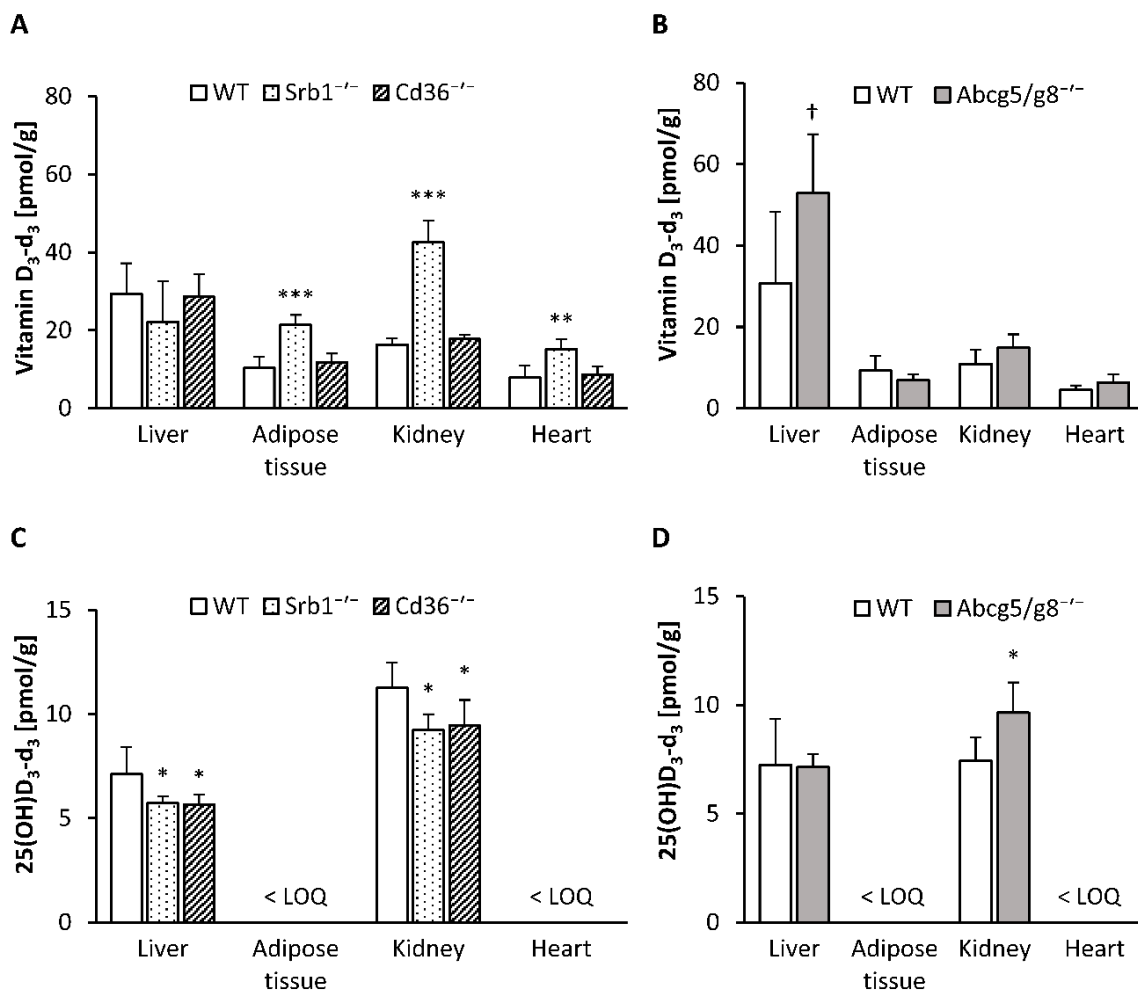 A
WT Srb1⁻/⁻ Cd36⁻/⁻
Vitamin D₃-d₃ [pmol/g]
80
60
40
20
0
***
***
**
Liver Adipose tissue Kidney Heart
B
WT Abcg5/g8⁻/⁻
Vitamin D₃-d₃ [pmol/g]
80
60
40
20
0
†
Liver Adipose tissue Kidney Heart
C
WT Srb1⁻/⁻ Cd36⁻/⁻
25(OH)D₃-d₃ [pmol/g]
15
10
5
0
* *
* *
< LOQ < LOQ
Liver Adipose tissue Kidney Heart
D
WT Abcg5/g8⁻/⁻
25(OH)D₃-d₃ [pmol/g]
15
10
5
0
*
< LOQ < LOQ
Liver Adipose tissue Kidney Heart